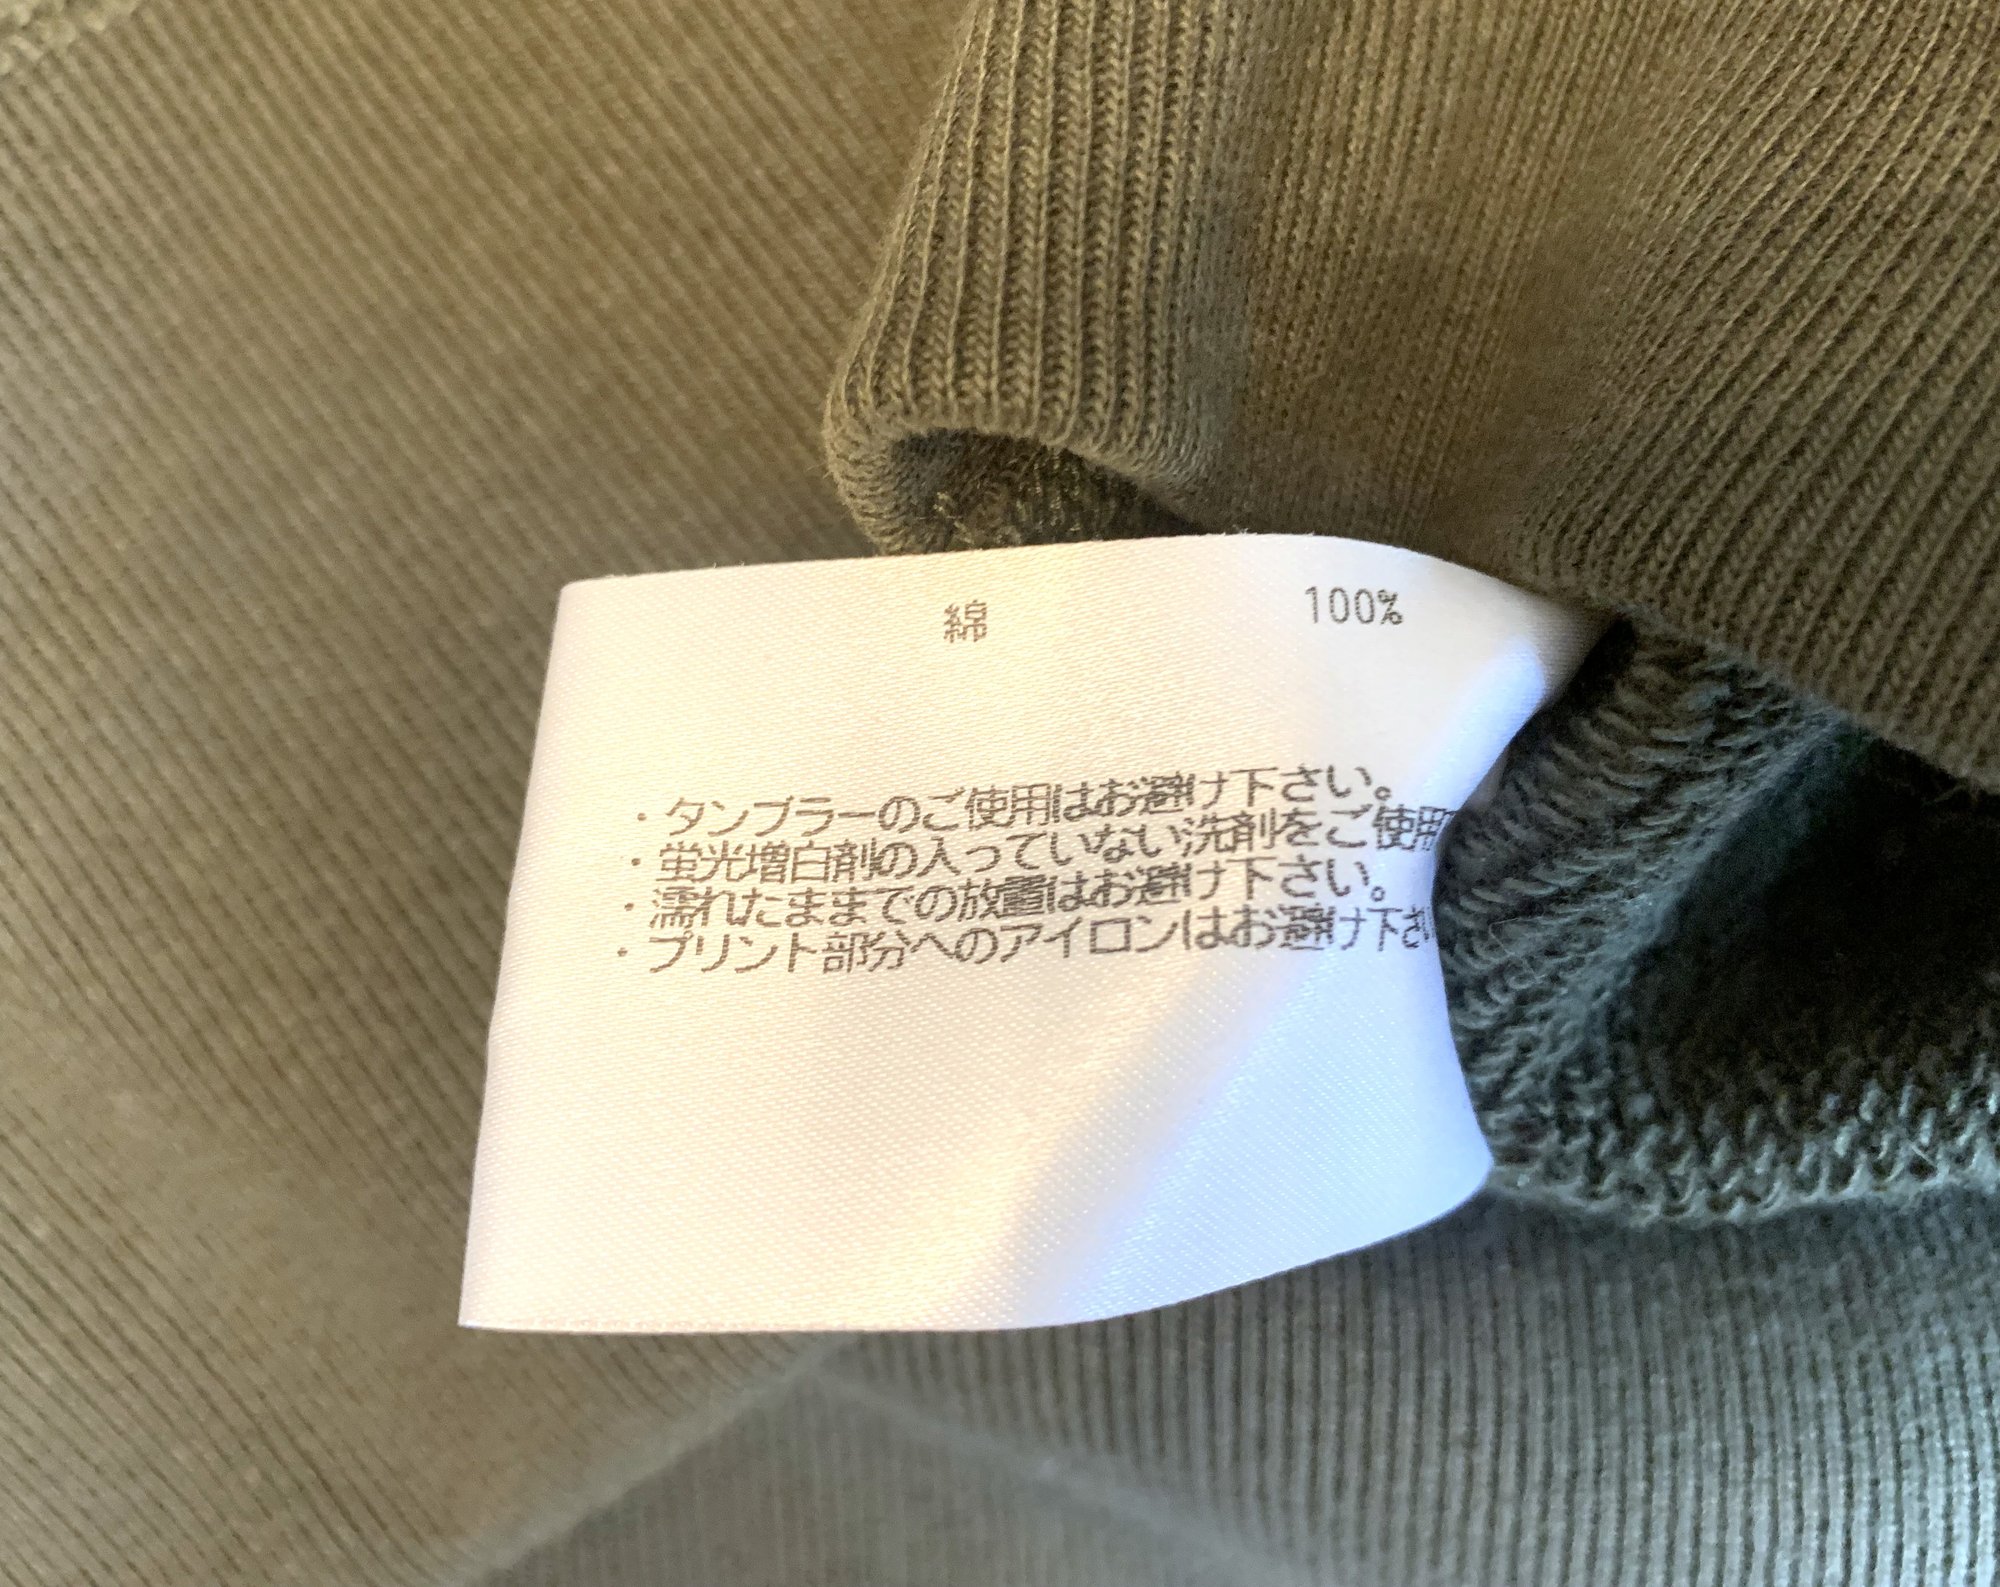 綿 100%
・タンブラーのご使用はお避け下さい。
・蛍光増白剤の入っていない洗剤をご使用
・濡れたままでの放置はお避け下さい。
・プリント部分へのアイロンはお避け下さ